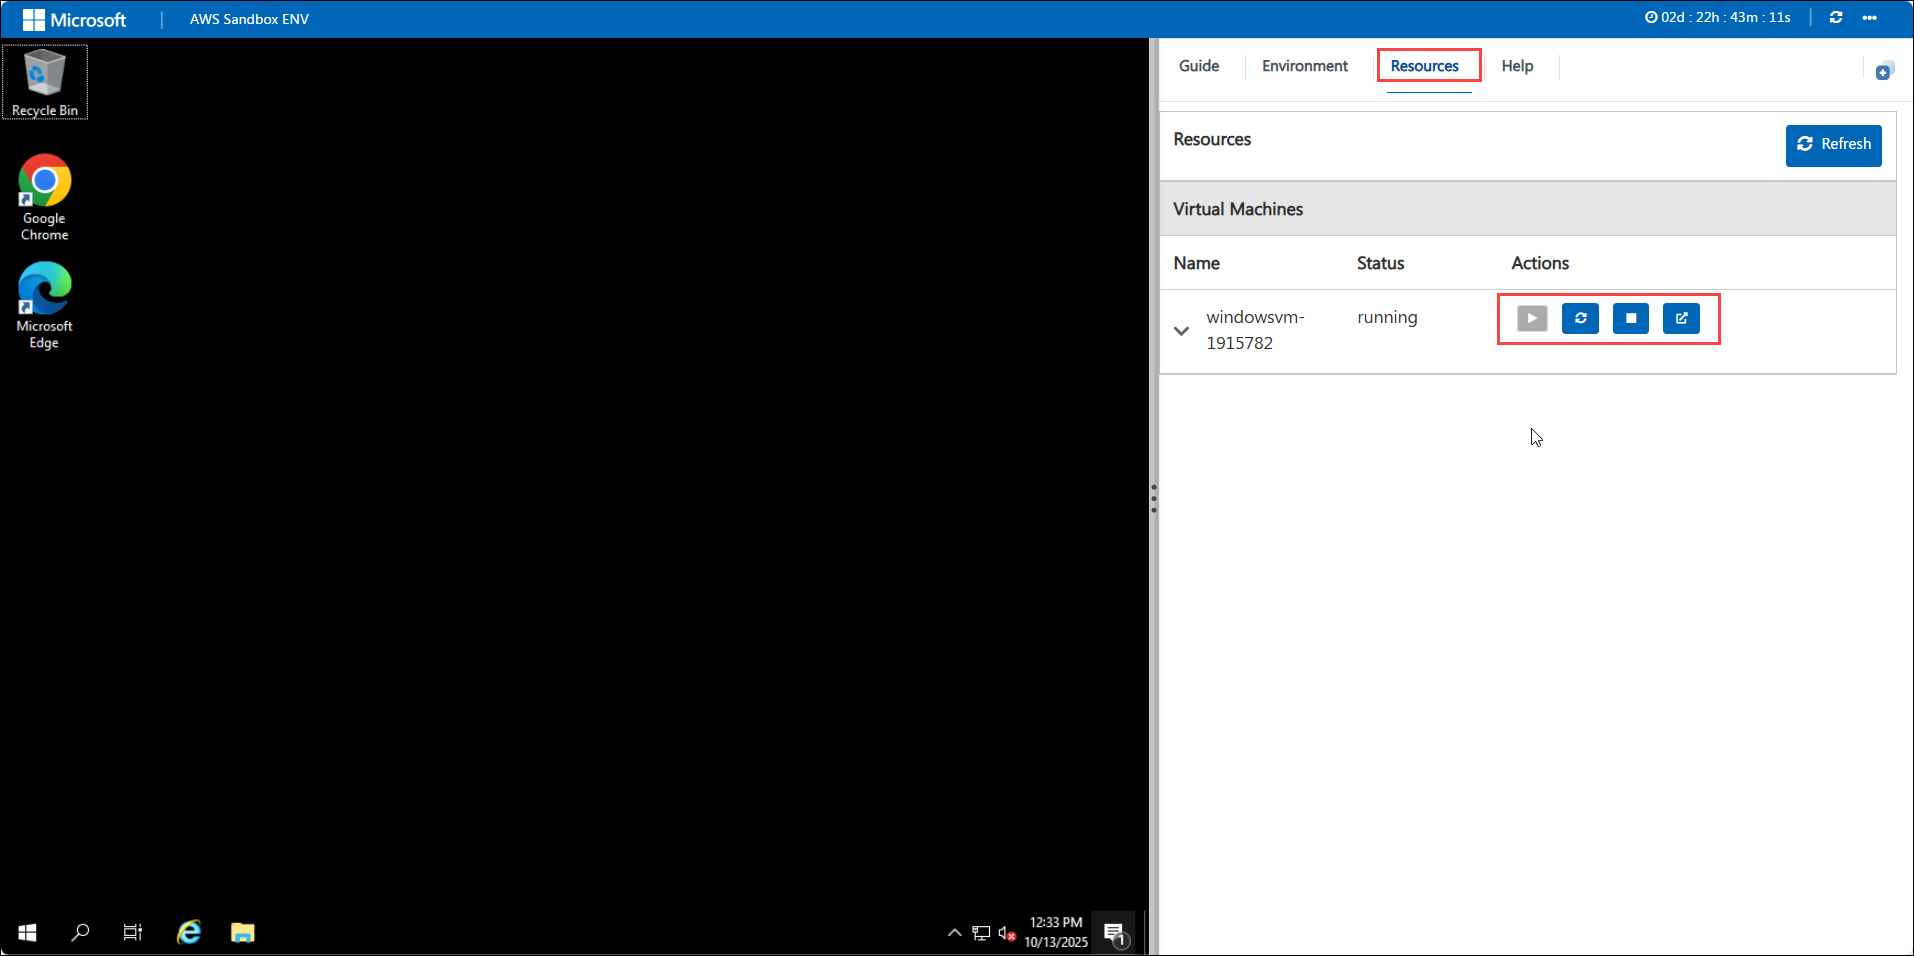 Microsoft
AWS Sandbox ENV
02d : 22h : 43m : 11s
Recycle Bin
Google
Chrome
Microsoft
Edge
Guide
Environment
Resources
Help
Resources
Refresh
Virtual Machines
Name
Status
Actions
windowsvm-
1915782
running
12:33 PM
10/13/2025
1